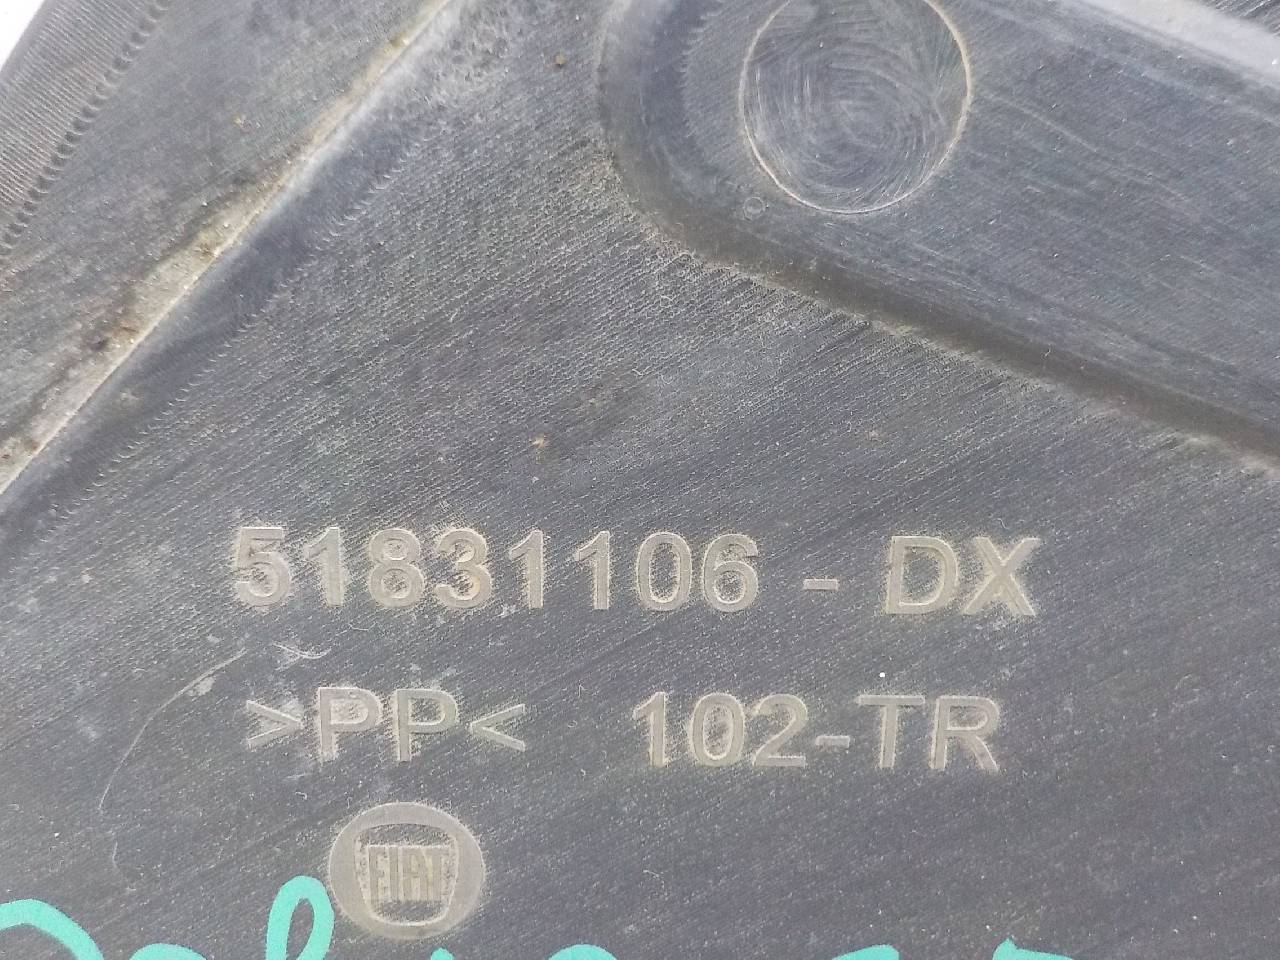 51831106 - DX
>PP< 102-TR
FIAT